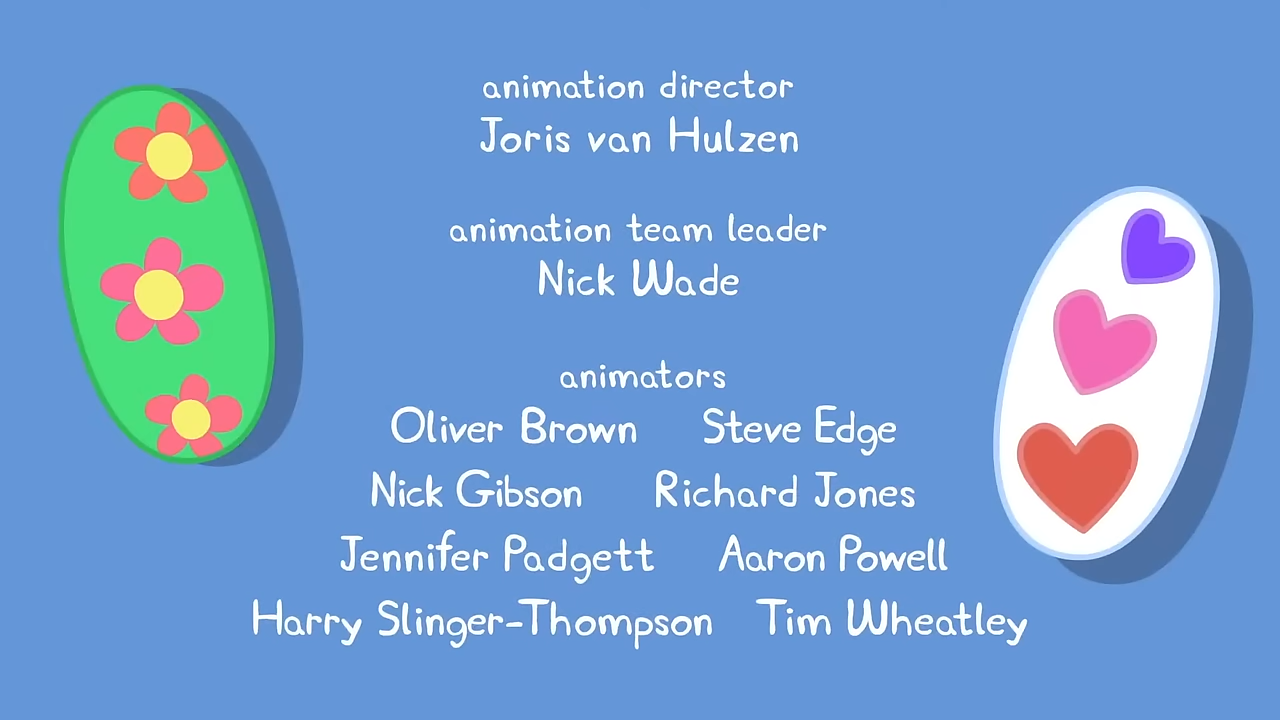 animation director
Joris van Hulzen
animation team leader
Nick Wade
animators
Oliver Brown Steve Edge
Nick Gibson Richard Jones
Jennifer Padgett Aaron Powell
Harry Slinger-Thompson Tim Wheatley